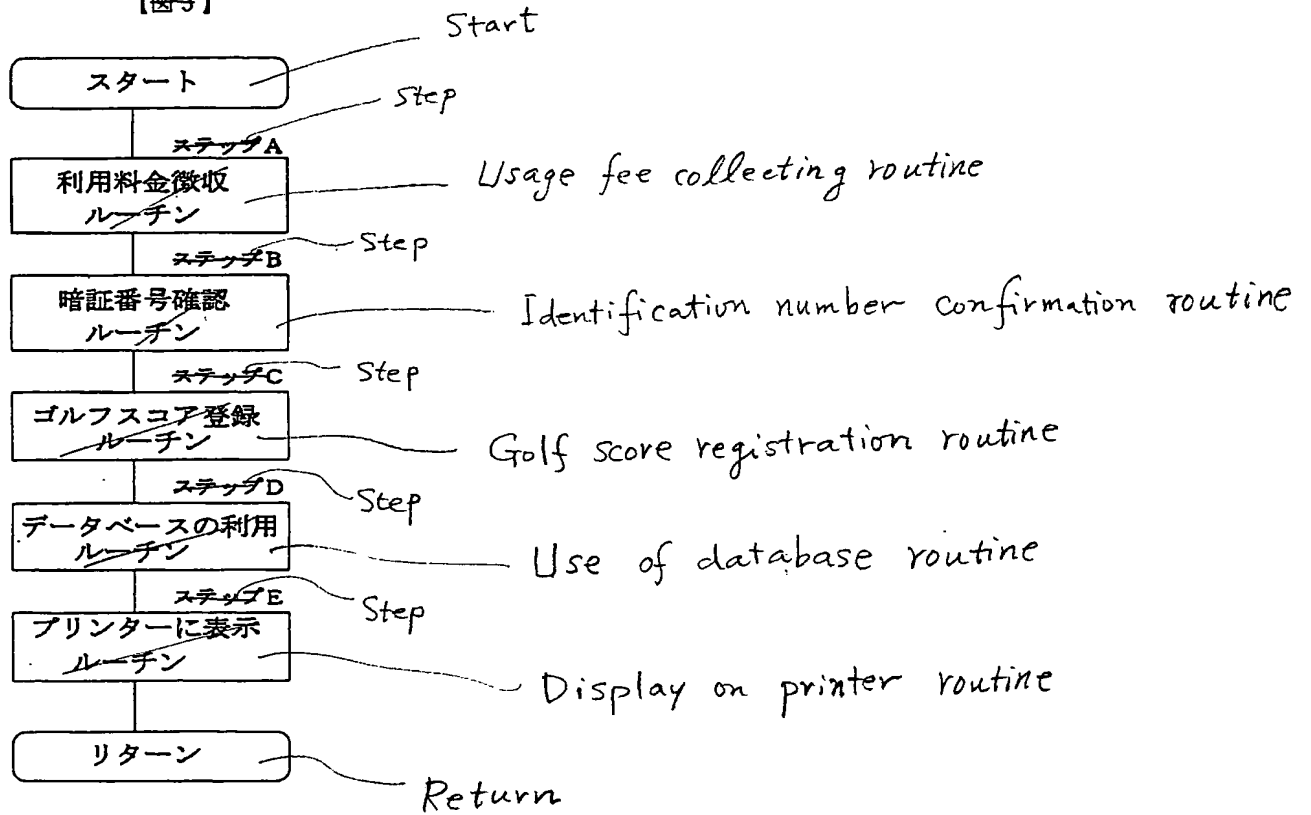 Start
スタート
Step
ステップA
利用料金徴収
ルーチン
Usage fee collecting routine
Step
ステップB
暗証番号確認
ルーチン
Identification number confirmation routine
Step
ステップC
ゴルフスコア登録
ルーチン
Golf score registration routine
Step
ステップD
データベースの利用
ルーチン
Use of database routine
Step
ステップE
プリンターに表示
ルーチン
Display on printer routine
リターン
Return